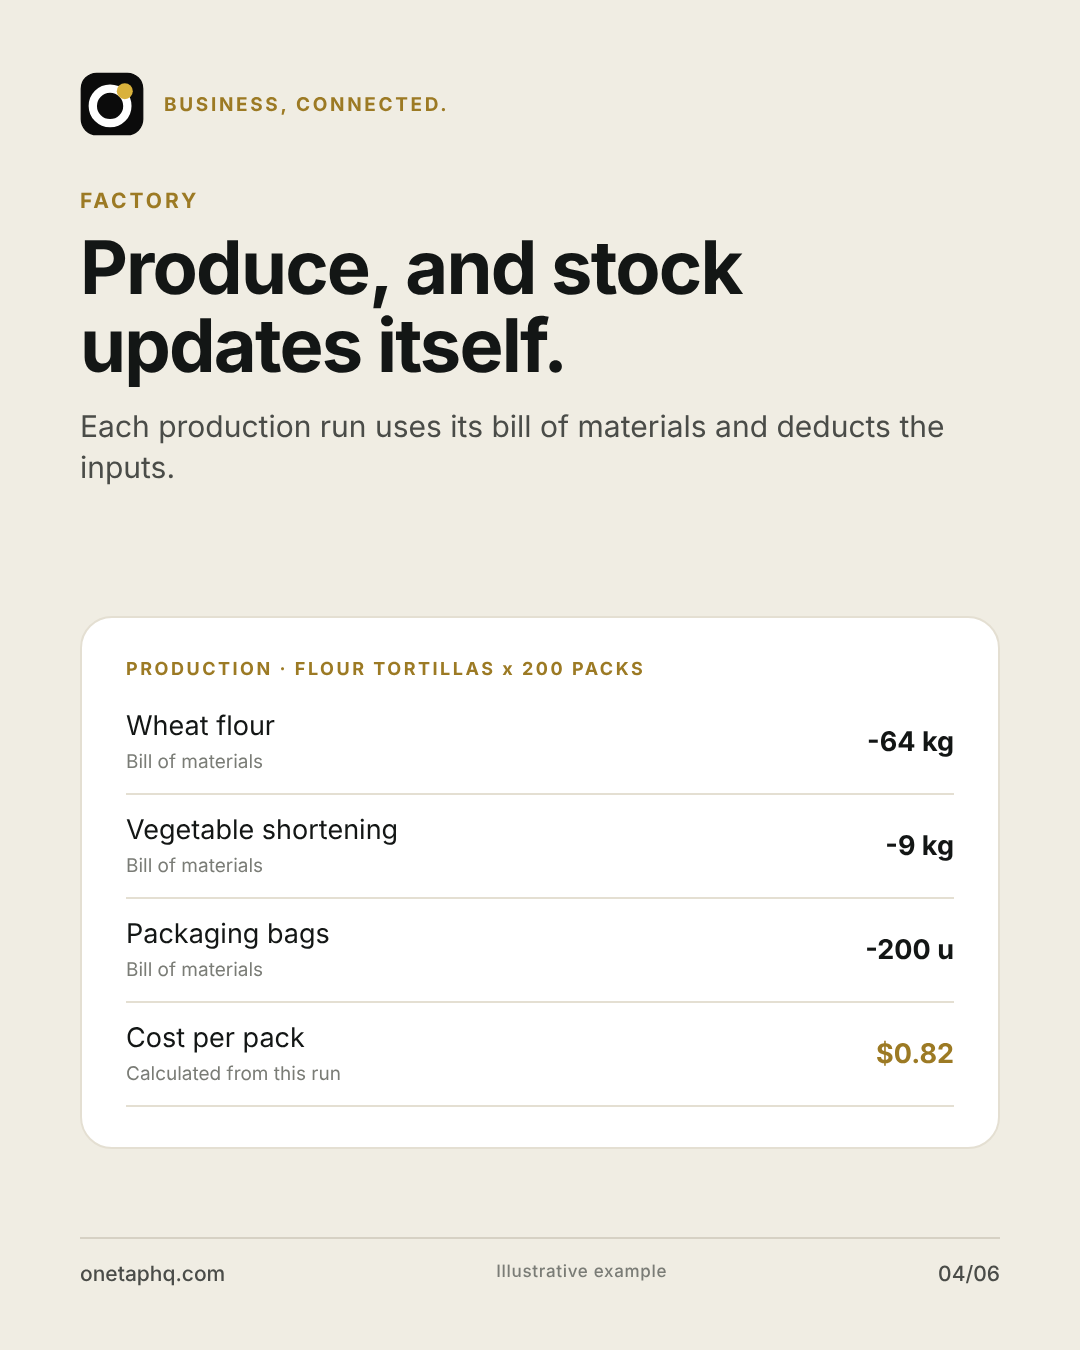 BUSINESS, CONNECTED.
FACTORY
Produce, and stock
updates itself.
Each production run uses its bill of materials and deducts the
inputs.
PRODUCTION · FLOUR TORTILLAS x 200 PACKS
Wheat flour
Bill of materials
-64 kg
Vegetable shortening
Bill of materials
-9 kg
Packaging bags
Bill of materials
-200 u
Cost per pack
Calculated from this run
$0.82
onetaphq.com
Illustrative example
04/06